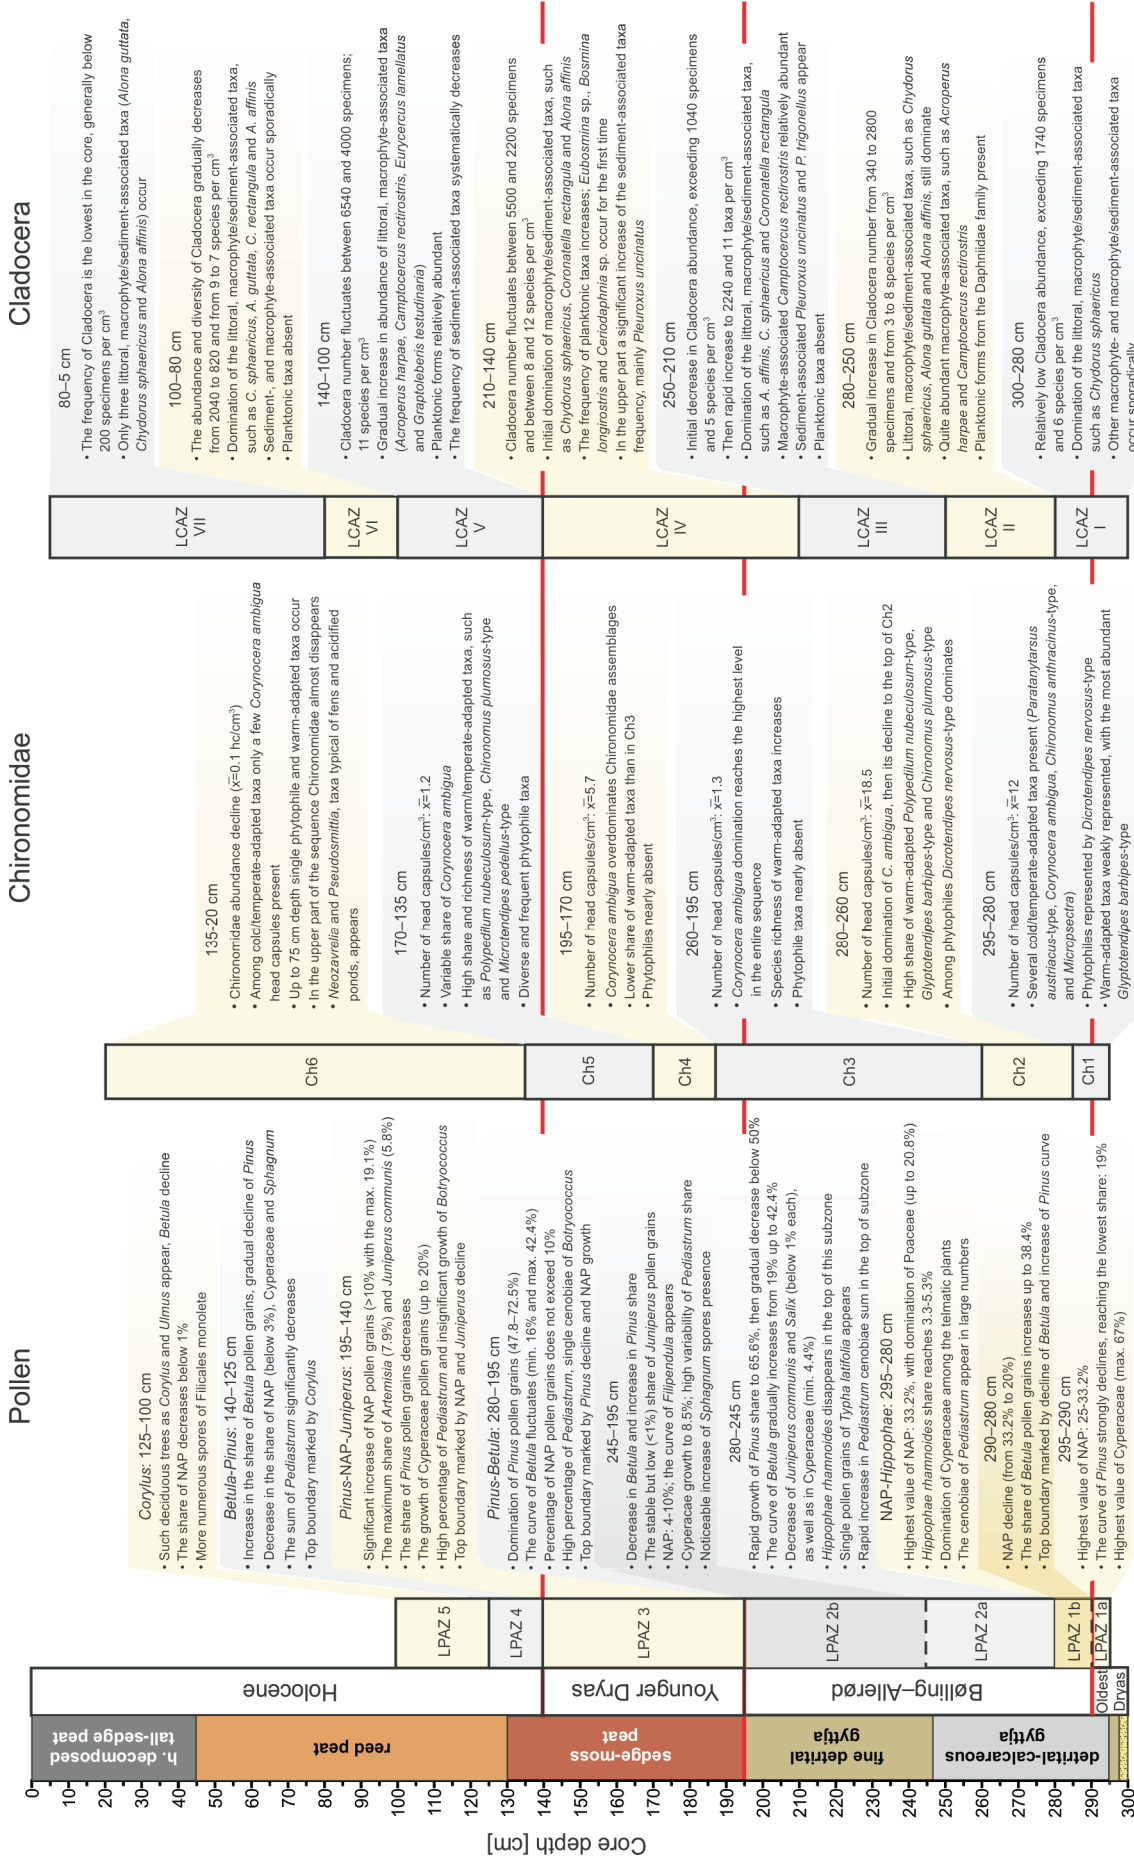 Pollen
Corylus: 125–100 cm
• Such deciduous trees as Corylus and Ulmus appear, Betula decline
• The share of NAP decreases below 1%
• More numerous spores of Filicales monolete
Betula-Pinus: 140–125 cm
• Increase in the share of Betula pollen grains, gradual decline of Pinus
• Decrease in the share of NAP (below 3%), Cyperaceae and Sphagnum
• The sum of Pediastrum significantly decreases
• Top boundary marked by Corylus
Pinus-NAP-Juniperus: 195–140 cm
• Significant increase of NAP pollen grains (>10% with the max. 19.1%)
• The maximum share of Artemisia (7.9%) and Juniperus communis (5.8%)
• The share of Pinus pollen grains decreases
• The growth of Cyperaceae pollen grains (up to 20%)
• High percentage of Pediastrum and insignificant growth of Botryococcus
• Top boundary marked by NAP and Juniperus decline
Pinus-Betula: 280–195 cm
• Domination of Pinus pollen grains (47.8–72.5%)
• The curve of Betula fluctuates (min. 16% and max. 42.4%)
• Percentage of NAP pollen grains does not exceed 10%
• High percentage of Pediastrum, single cenobiae of Botryococcus
• Top boundary marked by Pinus decline and NAP growth
245–195 cm
• Decrease in Betula and increase in Pinus share
• The stable but low (<1%) share of Juniperus pollen grains
• NAP: 4-10%; the curve of Filipendula appears
• Cyperacae growth to 8.5%; high variability of Pediastrum share
• Noticeable increase of Sphagnum spores presence
280–245 cm
• Rapid growth of Pinus share to 65.6%, then gradual decrease below 50%
• The curve of Betula gradually increases from 19% up to 42.4%
• Decrease of Juniperus communis and Salix (below 1% each),
as well as in Cyperaceae (min. 4.4%)
• Hippophae rhamnoides disappears in the top of this subzone
• Single pollen grains of Typha latifolia appears
• Rapid increase in Pediastrum cenobiae sum in the top of subzone
NAP-Hippophae: 295–280 cm
• Highest value of NAP: 33.2%, with domination of Poaceae (up to 20.8%)
• Hippophae rhamnoides share reaches 3.3-5.3%
• Domination of Cyperaceae among the telmatic plants
• The cenobiae of Pediastrum appear in large numbers
290–280 cm
• NAP decline (from 33.2% to 20%)
• The share of Betula pollen grains increases up to 38.4%
• Top boundary marked by decline of Betula and increase of Pinus curve
295–290 cm
• Highest value of NAP: 25-33.2%
• The curve of Pinus strongly declines, reaching the lowest share: 19%
• Highest value of Cyperaceae (max. 67%)
LPAZ 5
LPAZ 4
LPAZ 3
LPAZ 2b
LPAZ 2a
LPAZ 1b
LPAZ 1a
Holocene
Younger Dryas
Bølling–Allerød
Oldest
Dryas
h. decomposed
tall-sedge peat
reed peat
sedge-moss
peat
fine detrital
gyttja
detrital-calcareous
gyttja
0
10
20
30
40
50
60
70
80
90
100
110
120
130
140
150
160
170
180
190
200
210
220
230
240
250
260
270
280
290
300
Core depth [cm]
Chironomidae
135-20 cm
• Chironomidae abundance decline (x̄=0.1 hc/cm³)
• Among cold/temperate-adapted taxa only a few Corynocera ambigua
head capsules present
• Up to 75 cm depth single phytophile and warm-adapted taxa occur
• In the upper part of the sequence Chironomidae almost disappears
• Neozavrelia and Pseudosmittia, taxa typical of fens and acidified
ponds, appears
170–135 cm
• Number of head capsules/cm³: x̄=1.2
• Variable share of Corynocera ambigua
• High share and richness of warm/temperate-adapted taxa, such
as Polypedilum nubeculosum-type, Chironomus plumosus-type
and Microtendipes pedellus-type
• Diverse and frequent phytophile taxa
195–170 cm
• Number of head capsules/cm³: x̄=5.7
• Corynocera ambigua overdominates Chironomidae assemblages
• Lower share of warm-adapted taxa than in Ch3
• Phytophiles nearly absent
260–195 cm
• Number of head capsules/cm³: x̄=1.3
• Corynocera ambigua domination reaches the highest level
in the entire sequence
• Species richness of warm-adapted taxa increases
• Phytophile taxa nearly absent
280–260 cm
• Number of head capsules/cm³: x̄=18.5
• Initial domination of C. ambigua, then its decline to the top of Ch2
• High share of warm-adapted Polypedilum nubeculosum-type,
Glyptotendipes barbipes-type and Chironomus plumosus-type
• Among phytophiles Dicrotendipes nervosus-type dominates
295–280 cm
• Number of head capsules/cm³: x̄=12
• Several cold/temperate-adapted taxa present (Paratanytarsus
austriacus-type, Corynocera ambigua, Chironomus anthracinus-type,
and Micropsectra)
• Phytophiles represented by Dicrotendipes nervosus-type
• Warm-adapted taxa weakly represented, with the most abundant
Glyptotendipes barbipes-type
Ch6
Ch5
Ch4
Ch3
Ch2
Ch1
Cladocera
80–5 cm
• The frequency of Cladocera is the lowest in the core, generally below
200 specimens per cm³
• Only three littoral, macrophyte/sediment-associated taxa (Alona guttata,
Chydorus sphaericus and Alona affinis) occur
100–80 cm
• The abundance and diversity of Cladocera gradually decreases
from 2040 to 820 and from 9 to 7 species per cm³
• Domination of the littoral, macrophyte/sediment-associated taxa,
such as C. sphaericus, A. guttata, C. rectangula and A. affinis
• Sediment-, and macrophyte-associated taxa occur sporadically
• Planktonic taxa absent
140–100 cm
• Cladocera number fluctuates between 6540 and 4000 specimens;
11 species per cm³
• Gradual increase in abundance of littoral, macrophyte-associated taxa
(Acroperus harpae, Camptocercus rectirostris, Eurycercus lamellatus
and Graptoleberis testudinaria)
• Planktonic forms relatively abundant
• The frequency of sediment-associated taxa systematically decreases
210–140 cm
• Cladocera number fluctuates between 5500 and 2200 specimens
and between 8 and 12 species per cm³
• Initial domination of macrophyte/sediment-associated taxa, such
as Chydorus sphaericus, Coronatella rectangula and Alona affinis
• The frequency of planktonic taxa increases; Eubosmina sp., Bosmina
longirostris and Ceriodaphnia sp. occur for the first time
• In the upper part a significant increase of the sediment-associated taxa
frequency, mainly Pleuroxus uncinatus
250–210 cm
• Initial decrease in Cladocera abundance, exceeding 1040 specimens
and 5 species per cm³
• Then rapid increase to 2240 and 11 taxa per cm³
• Domination of the littoral, macrophyte/sediment-associated taxa,
such as A. affinis, C. sphaericus and Coronatella rectangula
• Macrophyte-associated Camptocercus rectirostris relatively abundant
• Sediment-associated Pleuroxus uncinatus and P. trigonellus appear
• Planktonic taxa absent
280–250 cm
• Gradual increase in Cladocera number from 340 to 2800
specimens and from 3 to 8 species per cm³
• Littoral, macrophyte/sediment-associated taxa, such as Chydorus
sphaericus, Alona guttata and Alona affinis, still dominate
• Quite abundant macrophyte-associated taxa, such as Acroperus
harpae and Camptocercus rectirostris
• Planktonic forms from the Daphniidae family present
300–280 cm
• Relatively low Cladocera abundance, exceeding 1740 specimens
and 6 species per cm³
• Domination of the littoral, macrophyte/sediment-associated taxa
such as Chydorus sphaericus
• Other macrophyte- and macrophyte/sediment-associated taxa
occur sporadically
LCAZ
VII
LCAZ
VI
LCAZ
V
LCAZ
IV
LCAZ
III
LCAZ
II
LCAZ
I